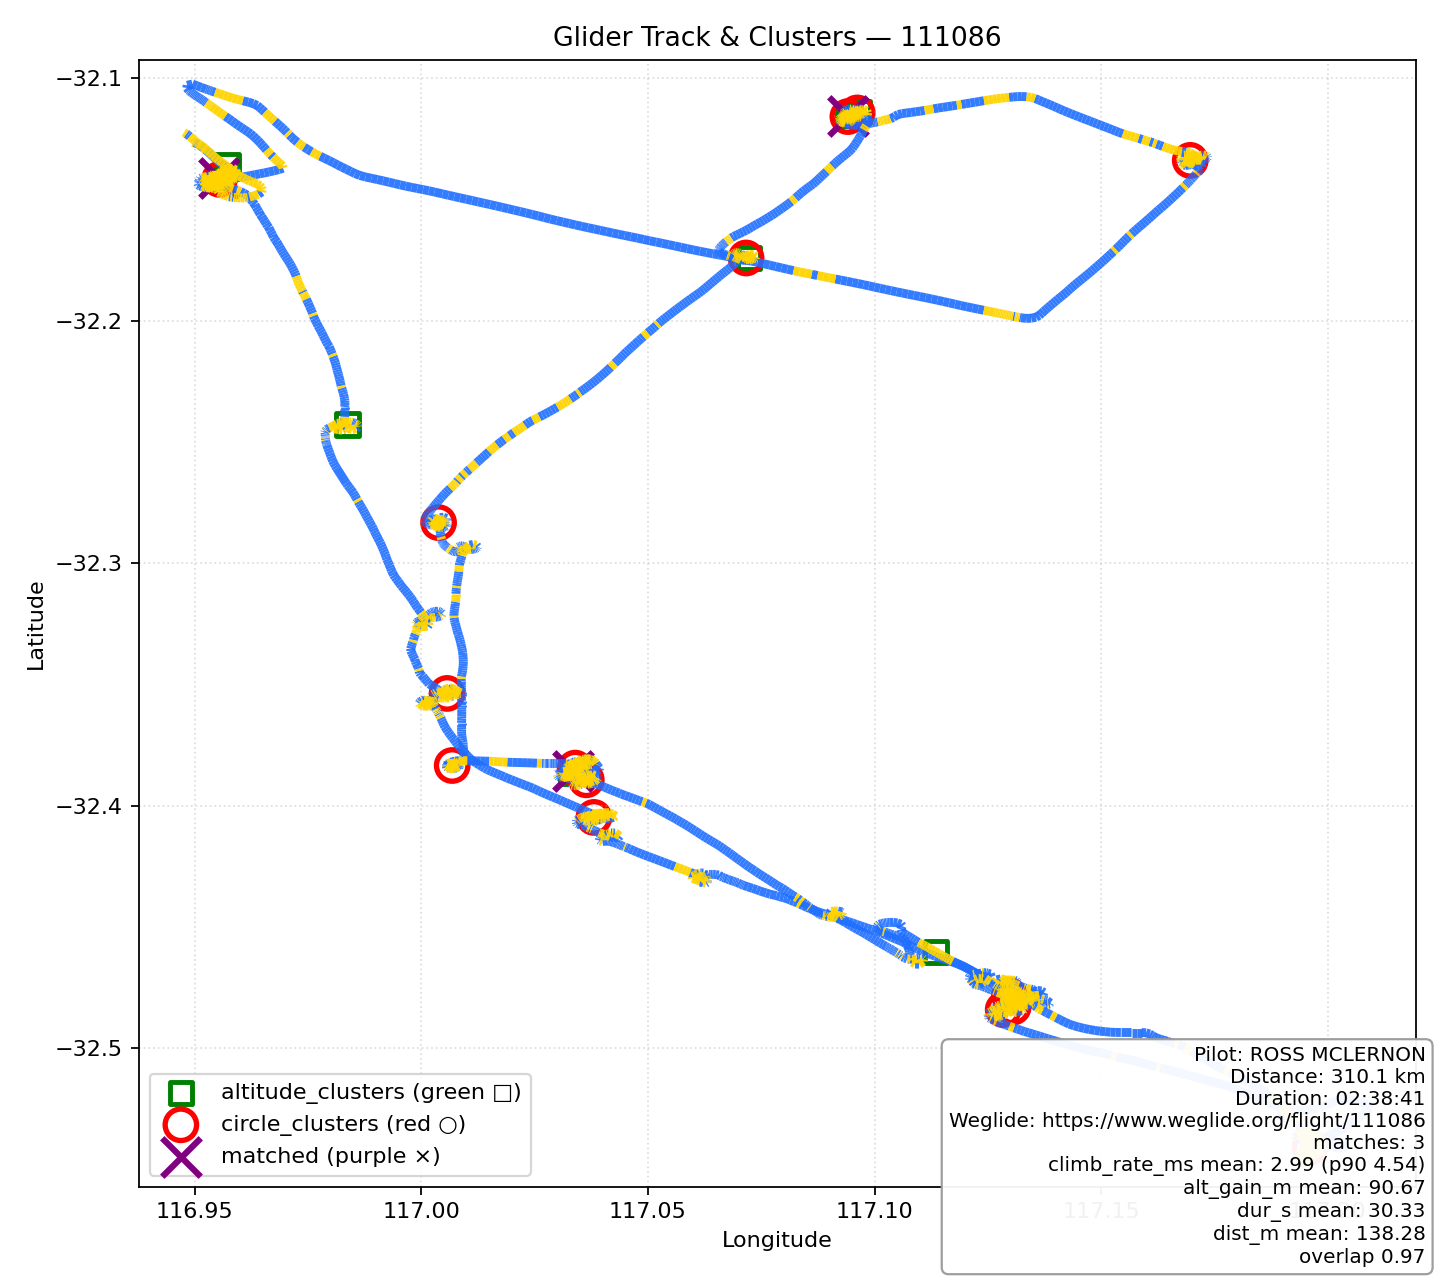 Glider Track & Clusters — 111086
−32.1
−32.2
−32.3
−32.4
−32.5
Latitude
116.95
117.00
117.05
117.10
117.15
Longitude
altitude_clusters (green □)
circle_clusters (red ○)
matched (purple ×)
Pilot: ROSS MCLERNON
Distance: 310.1 km
Duration: 02:38:41
Weglide: https://www.weglide.org/flight/111086
matches: 3
climb_rate_ms mean: 2.99 (p90 4.54)
alt_gain_m mean: 90.67
dur_s mean: 30.33
dist_m mean: 138.28
overlap 0.97